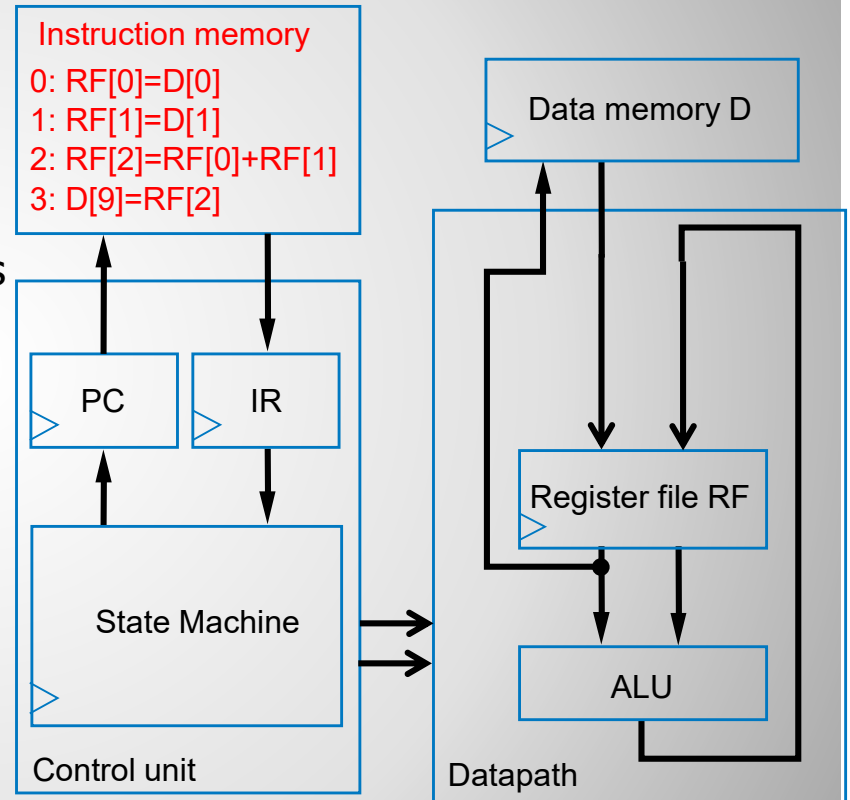 Instruction memory
0: RF[0]=D[0]
1: RF[1]=D[1]
2: RF[2]=RF[0]+RF[1]
3: D[9]=RF[2]
s
PC
IR
State Machine
Control unit
Data memory D
Register file RF
ALU
Datapath